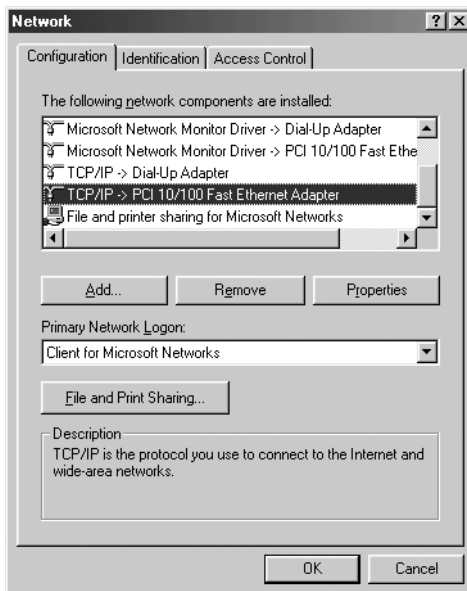 Network
? X
Configuration Identification Access Control
The following network components are installed:
Microsoft Network Monitor Driver -> Dial-Up Adapter
Microsoft Network Monitor Driver -> PCI 10/100 Fast Ethe
TCP/IP -> Dial-Up Adapter
TCP/IP -> PCI 10/100 Fast Ethernet Adapter
File and printer sharing for Microsoft Networks
Add... Remove Properties
Primary Network Logon:
Client for Microsoft Networks
File and Print Sharing...
Description
TCP/IP is the protocol you use to connect to the Internet and
wide-area networks.
OK Cancel